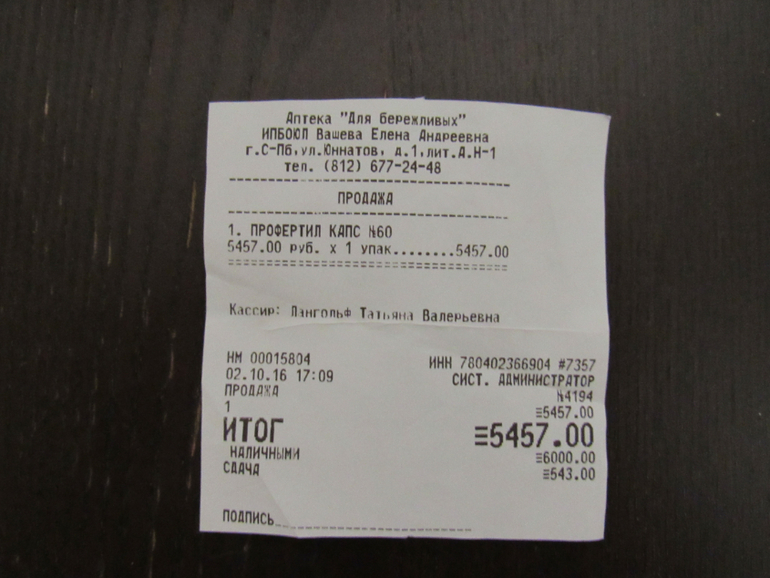 Аптека "Для бережливых"
ИПБОЮЛ Вашева Елена Андреевна
г.С-Пб,ул.Юннатов, д.1,лит.А.Н-1
тел. (812) 677-24-48
ПРОДАЖА
1. ПРОФЕРТИЛ КАПС №60
5457.00 руб. х 1 упак........5457.00
Кассир: Лангольф Татьяна Валерьевна
НМ 00015804 ИНН 780402366904 #7357
02.10.16 17:09 СИСТ. АДМИНИСТРАТОР
ПРОДАЖА №4194
1 ≡5457.00
ИТОГ ≡5457.00
НАЛИЧНЫМИ ≡6000.00
СДАЧА ≡543.00
ПОДПИСЬ